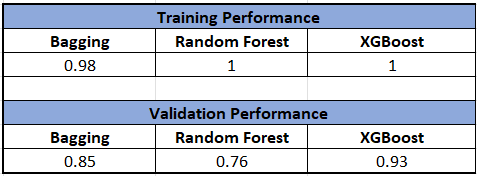 Training Performance
Bagging Random Forest XGBoost
0.98 1 1
Validation Performance
Bagging Random Forest XGBoost
0.85 0.76 0.93